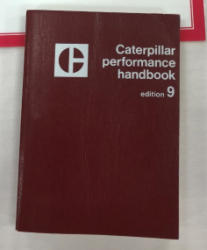 Caterpillar
performance
handbook
edition 9